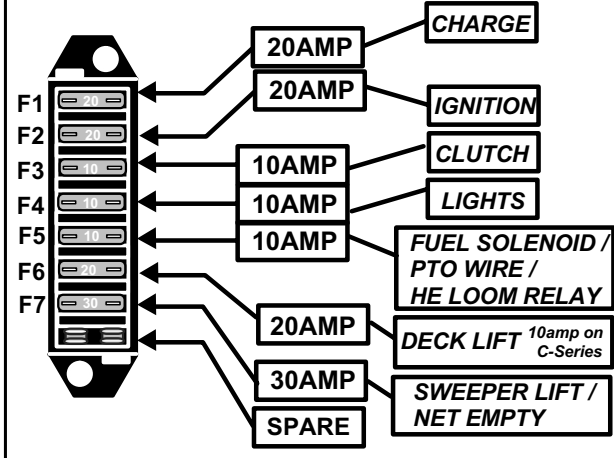 CHARGE
20AMP
F1 20
20AMP
IGNITION
F2 20
CLUTCH
F3 10
10AMP
LIGHTS
F4 10
10AMP
F5 10
10AMP
FUEL SOLENOID /
PTO WIRE /
HE LOOM RELAY
F6 20
20AMP
DECK LIFT 10amp on
C-Series
F7 30
30AMP
SWEEPER LIFT /
NET EMPTY
SPARE